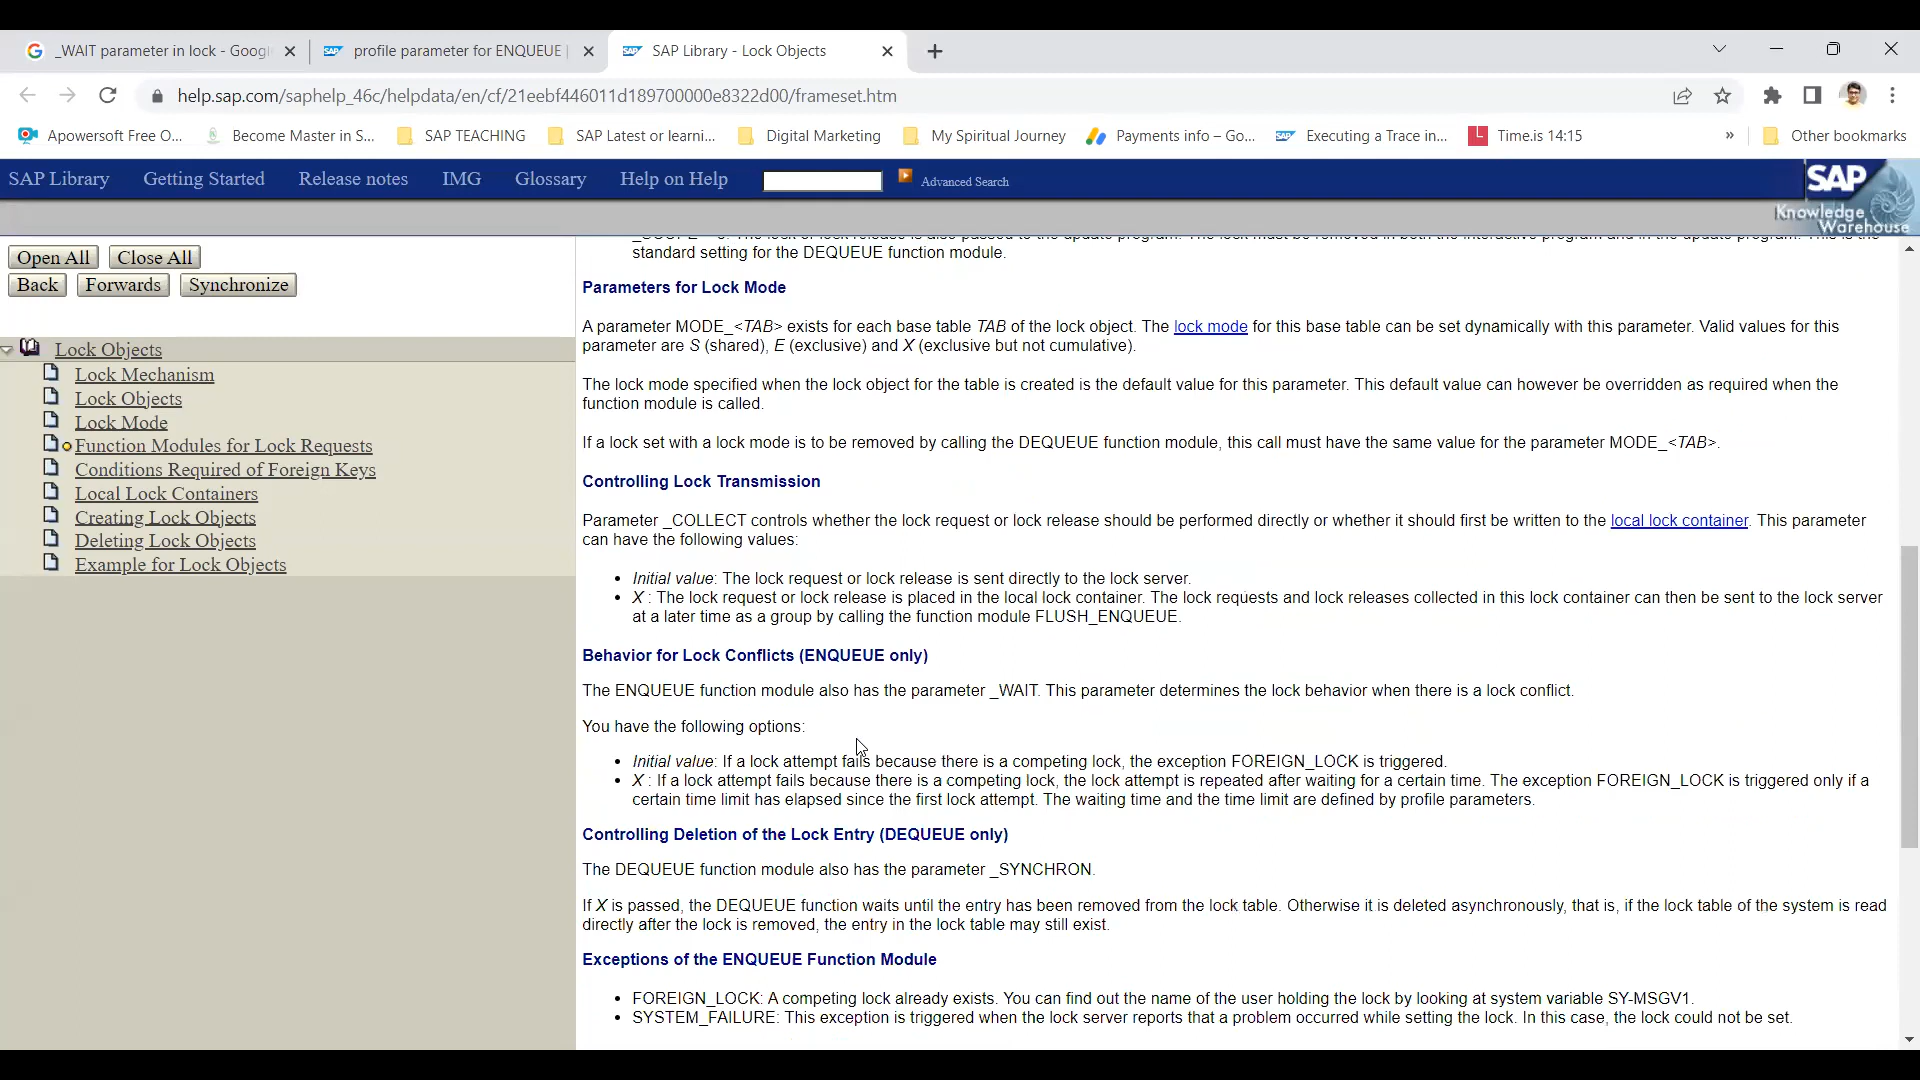 _WAIT parameter in lock - Googl
profile parameter for ENQUEUE |
SAP Library - Lock Objects
help.sap.com/saphelp_46c/helpdata/en/cf/21eebf446011d189700000e8322d00/frameset.htm
Apowersoft Free O...
Become Master in S...
SAP TEACHING
SAP Latest or learni...
Digital Marketing
My Spiritual Journey
Payments info – Go...
Executing a Trace in...
Time.is 14:15
»
Other bookmarks
SAP Library
Getting Started
Release notes
IMG
Glossary
Help on Help
Advanced Search
SAP
Knowledge
Warehouse
Open All
Close All
Back
Forwards
Synchronize
Lock Objects
Lock Mechanism
Lock Objects
Lock Mode
Function Modules for Lock Requests
Conditions Required of Foreign Keys
Local Lock Containers
Creating Lock Objects
Deleting Lock Objects
Example for Lock Objects
standard setting for the DEQUEUE function module.
Parameters for Lock Mode
A parameter MODE_<TAB> exists for each base table TAB of the lock object. The lock mode for this base table can be set dynamically with this parameter. Valid values for this
parameter are S (shared), E (exclusive) and X (exclusive but not cumulative).
The lock mode specified when the lock object for the table is created is the default value for this parameter. This default value can however be overridden as required when the
function module is called.
If a lock set with a lock mode is to be removed by calling the DEQUEUE function module, this call must have the same value for the parameter MODE_<TAB>.
Controlling Lock Transmission
Parameter _COLLECT controls whether the lock request or lock release should be performed directly or whether it should first be written to the local lock container. This parameter
can have the following values:
• Initial value: The lock request or lock release is sent directly to the lock server.
• X : The lock request or lock release is placed in the local lock container. The lock requests and lock releases collected in this lock container can then be sent to the lock server
at a later time as a group by calling the function module FLUSH_ENQUEUE.
Behavior for Lock Conflicts (ENQUEUE only)
The ENQUEUE function module also has the parameter _WAIT. This parameter determines the lock behavior when there is a lock conflict.
You have the following options:
• Initial value: If a lock attempt fails because there is a competing lock, the exception FOREIGN_LOCK is triggered.
• X : If a lock attempt fails because there is a competing lock, the lock attempt is repeated after waiting for a certain time. The exception FOREIGN_LOCK is triggered only if a
certain time limit has elapsed since the first lock attempt. The waiting time and the time limit are defined by profile parameters.
Controlling Deletion of the Lock Entry (DEQUEUE only)
The DEQUEUE function module also has the parameter _SYNCHRON.
If X is passed, the DEQUEUE function waits until the entry has been removed from the lock table. Otherwise it is deleted asynchronously, that is, if the lock table of the system is read
directly after the lock is removed, the entry in the lock table may still exist.
Exceptions of the ENQUEUE Function Module
• FOREIGN_LOCK: A competing lock already exists. You can find out the name of the user holding the lock by looking at system variable SY-MSGV1.
• SYSTEM_FAILURE: This exception is triggered when the lock server reports that a problem occurred while setting the lock. In this case, the lock could not be set.